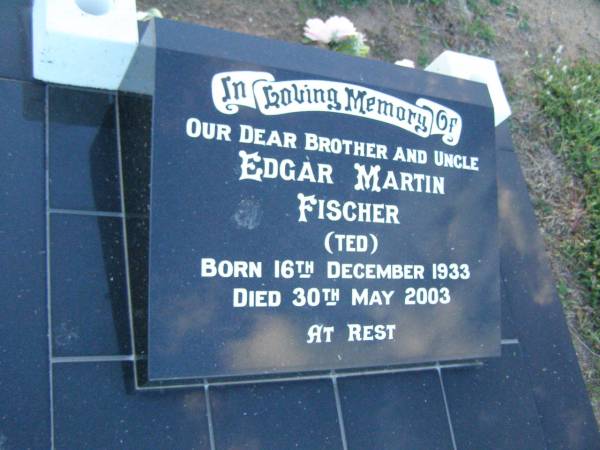 In Loving Memory Of
Our Dear Brother and Uncle
Edgar Martin
Fischer
(Ted)
Born 16th December 1933
Died 30th May 2003
At Rest